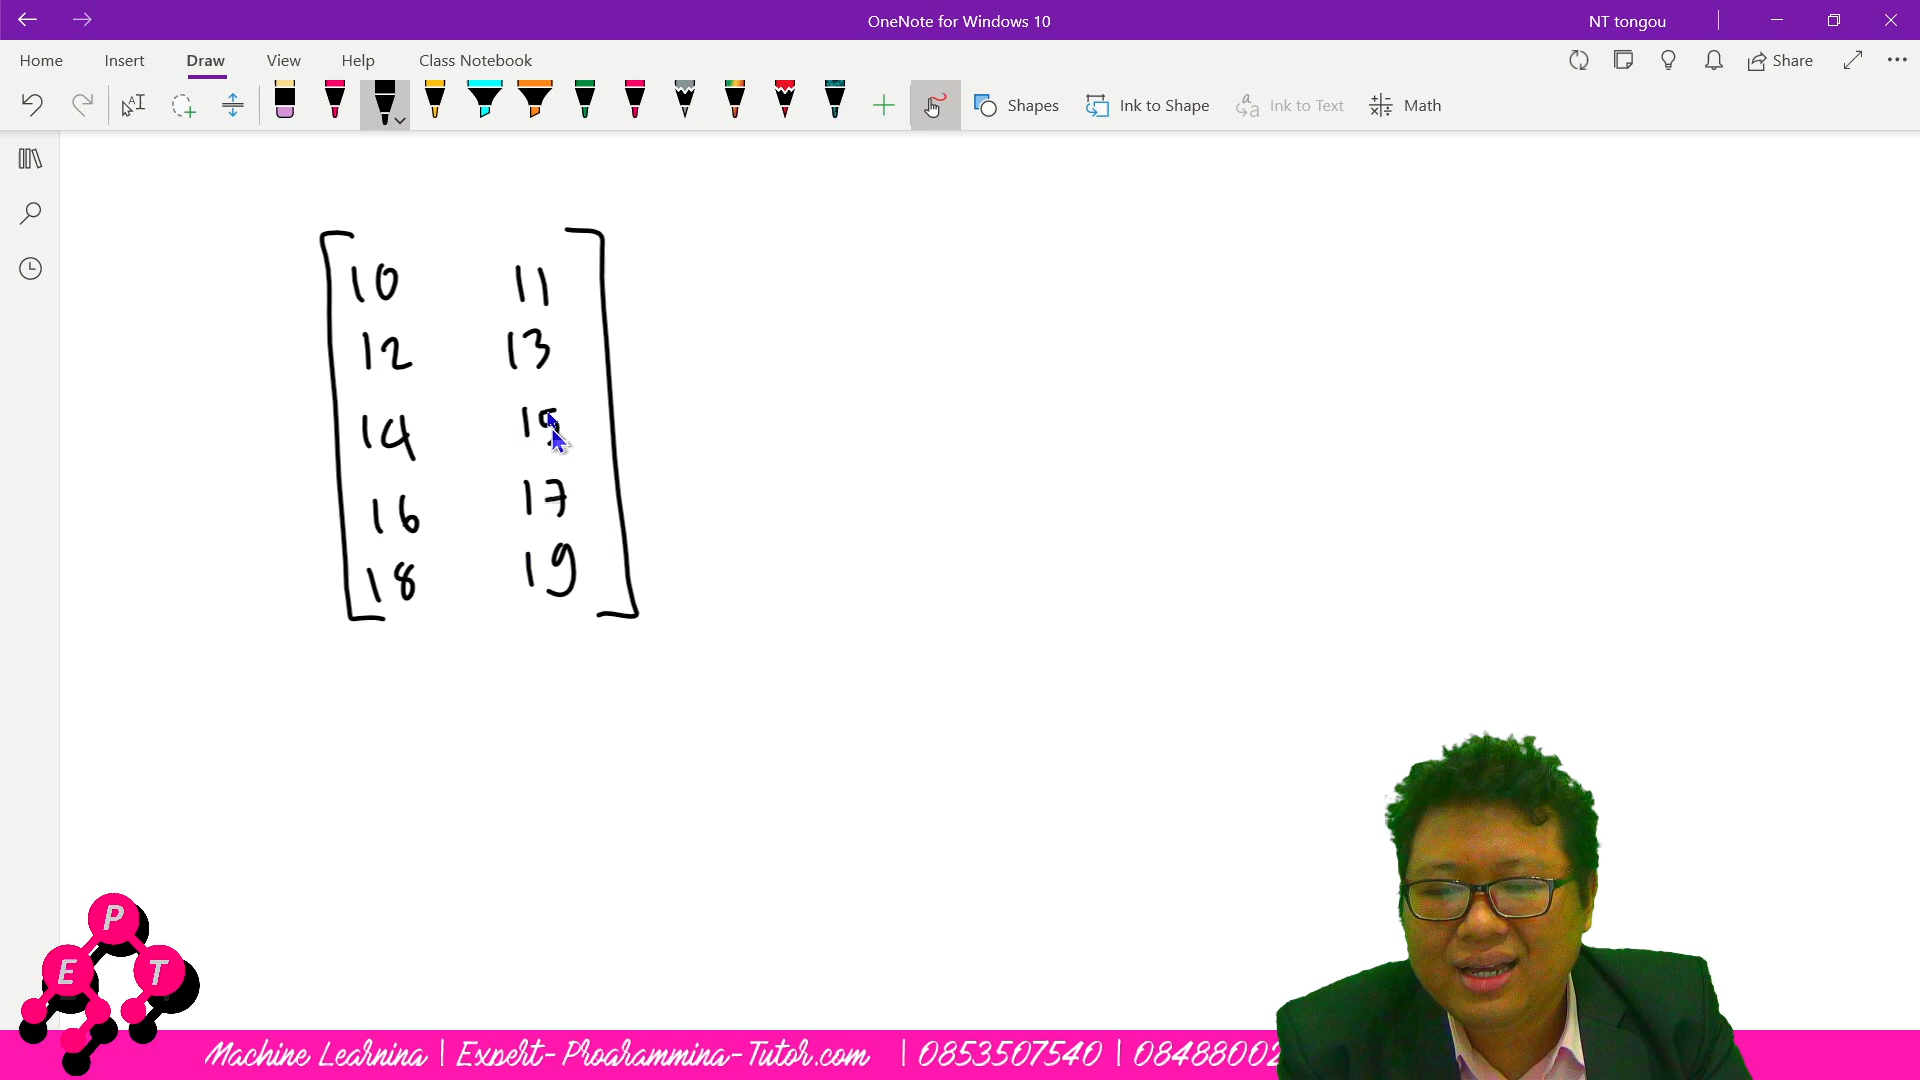 OneNote for Windows 10
NT tongou
Home Insert Draw View Help Class Notebook
Share
Shapes Ink to Shape Ink to Text Math
10 11
12 13
14 15
16 17
18 19
P
E T
Machine Learning | Expert-Programming-Tutor.com | 0853507540 | 08488002